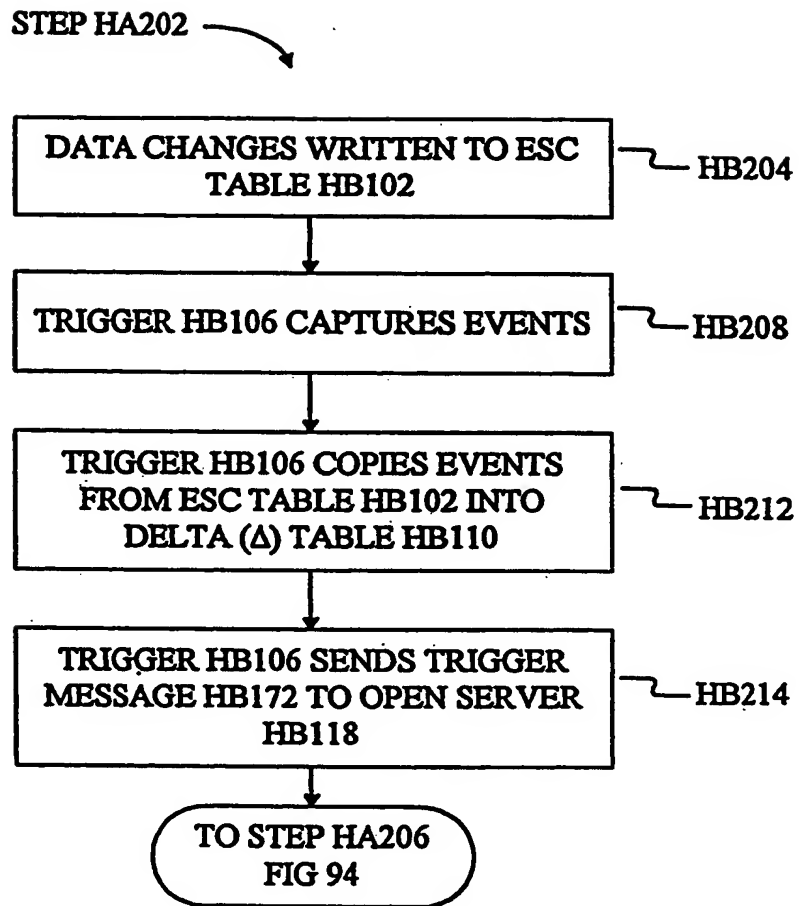 STEP HA202
DATA CHANGES WRITTEN TO ESC
TABLE HB102
HB204
TRIGGER HB106 CAPTURES EVENTS
HB208
TRIGGER HB106 COPIES EVENTS
FROM ESC TABLE HB102 INTO
DELTA (Δ) TABLE HB110
HB212
TRIGGER HB106 SENDS TRIGGER
MESSAGE HB172 TO OPEN SERVER
HB118
HB214
TO STEP HA206
FIG 94